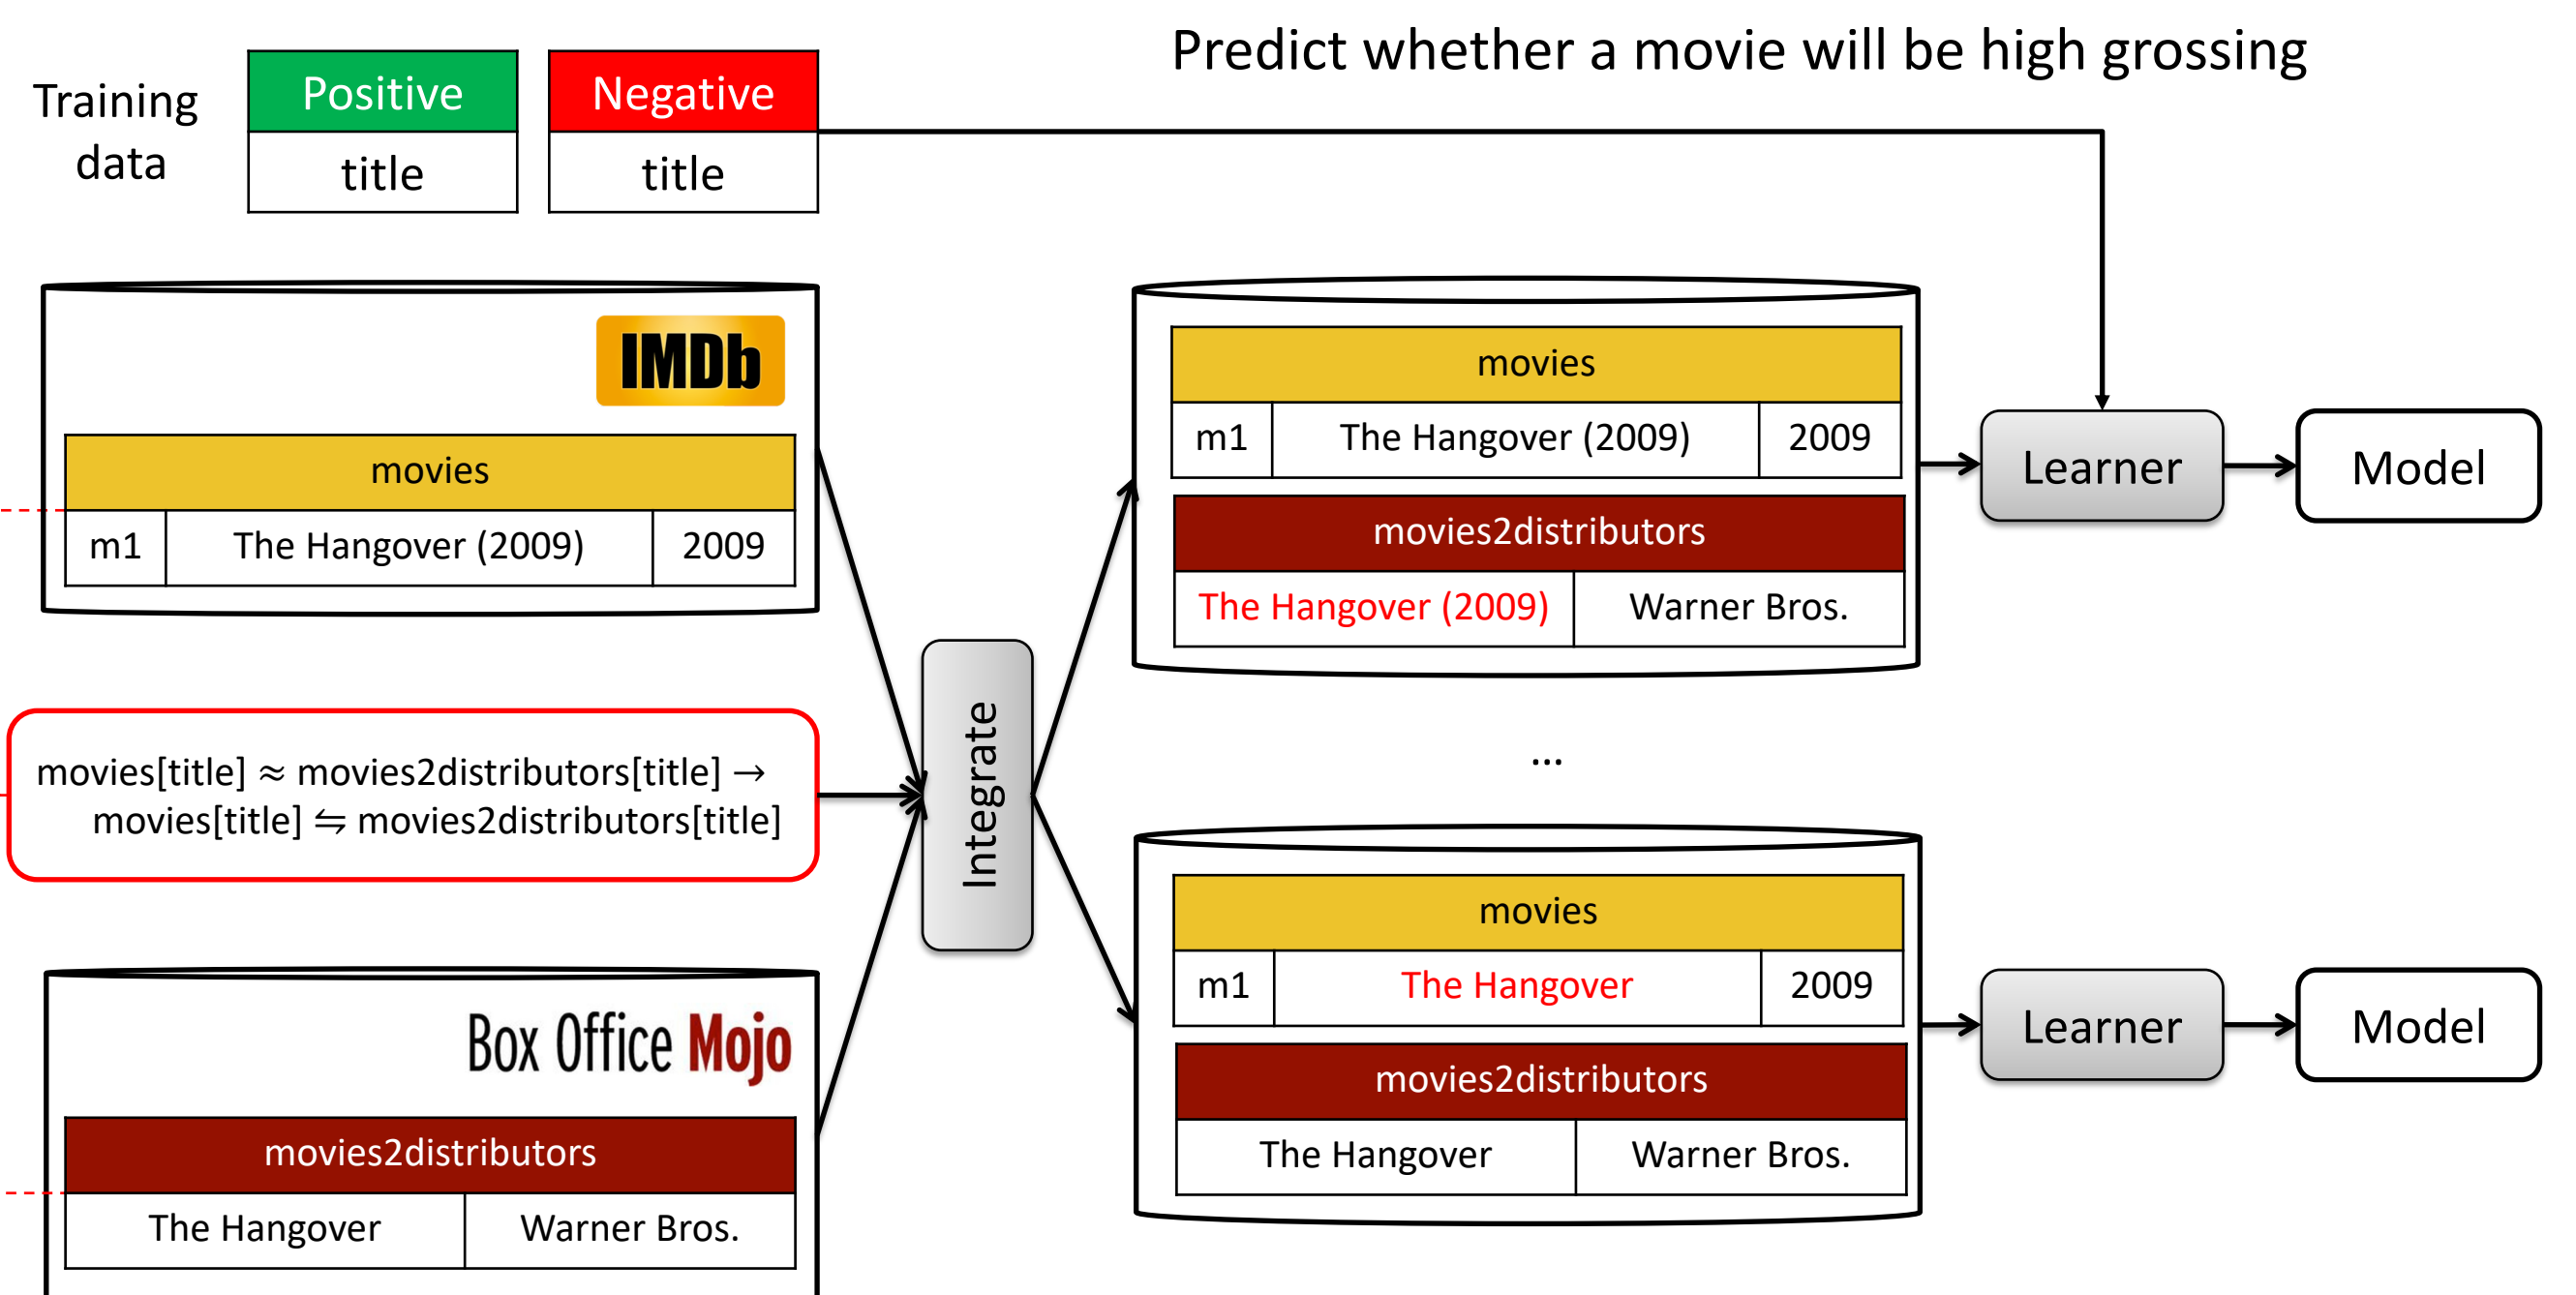 Predict whether a movie will be high grossing
Training
data
Positive
Negative
title
title
IMDb
movies
m1
The Hangover (2009)
2009
movies[title] ≈ movies2distributors[title] →
movies[title] ⇋ movies2distributors[title]
Box Office Mojo
movies2distributors
The Hangover
Warner Bros.
Integrate
movies
m1
The Hangover (2009)
2009
movies2distributors
The Hangover (2009)
Warner Bros.
...
movies
m1
The Hangover
2009
movies2distributors
The Hangover
Warner Bros.
Learner
Model
Learner
Model